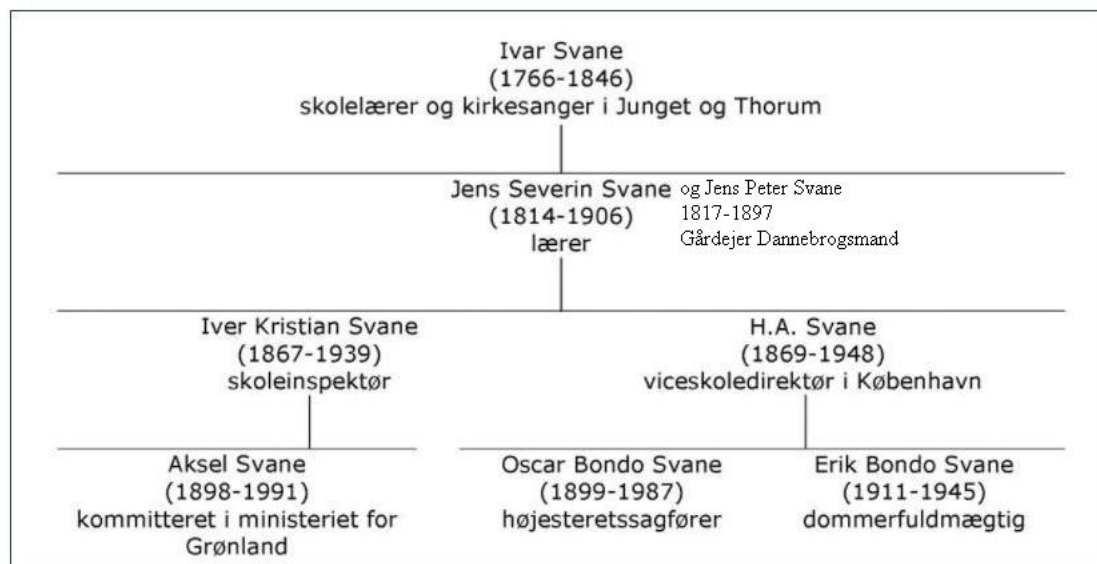 Ivar Svane
(1766-1846)
skolelærer og kirkesanger i Junget og Thorum
Jens Severin Svane
(1814-1906)
lærer
og Jens Peter Svane
1817-1897
Gårdejer Dannebrogsmand
Iver Kristian Svane
(1867-1939)
skoleinspektør
H.A. Svane
(1869-1948)
viceskoledirektør i København
Aksel Svane
(1898-1991)
kommitteret i ministeriet for
Grønland
Oscar Bondo Svane
(1899-1987)
højesteretssagfører
Erik Bondo Svane
(1911-1945)
dommerfuldmægtig